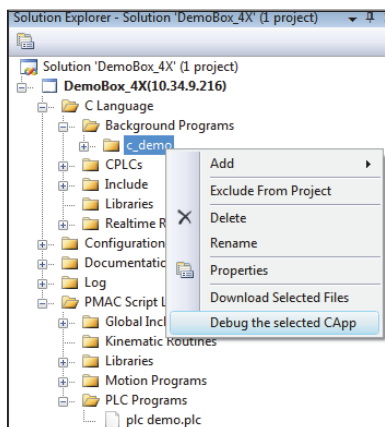 Solution Explorer - Solution 'DemoBox_4X' (1 project)
Solution 'DemoBox_4X' (1 project)
DemoBox_4X(10.34.9.216)
C Language
Background Programs
c_demo
CPLCs
Include
Libraries
Realtime R
Configuration
Documentatic
Log
PMAC Script L
Global Incl
Kinematic Routines
Libraries
Motion Programs
PLC Programs
plc demo.plc
Add
Exclude From Project
Delete
Rename
Properties
Download Selected Files
Debug the selected CApp